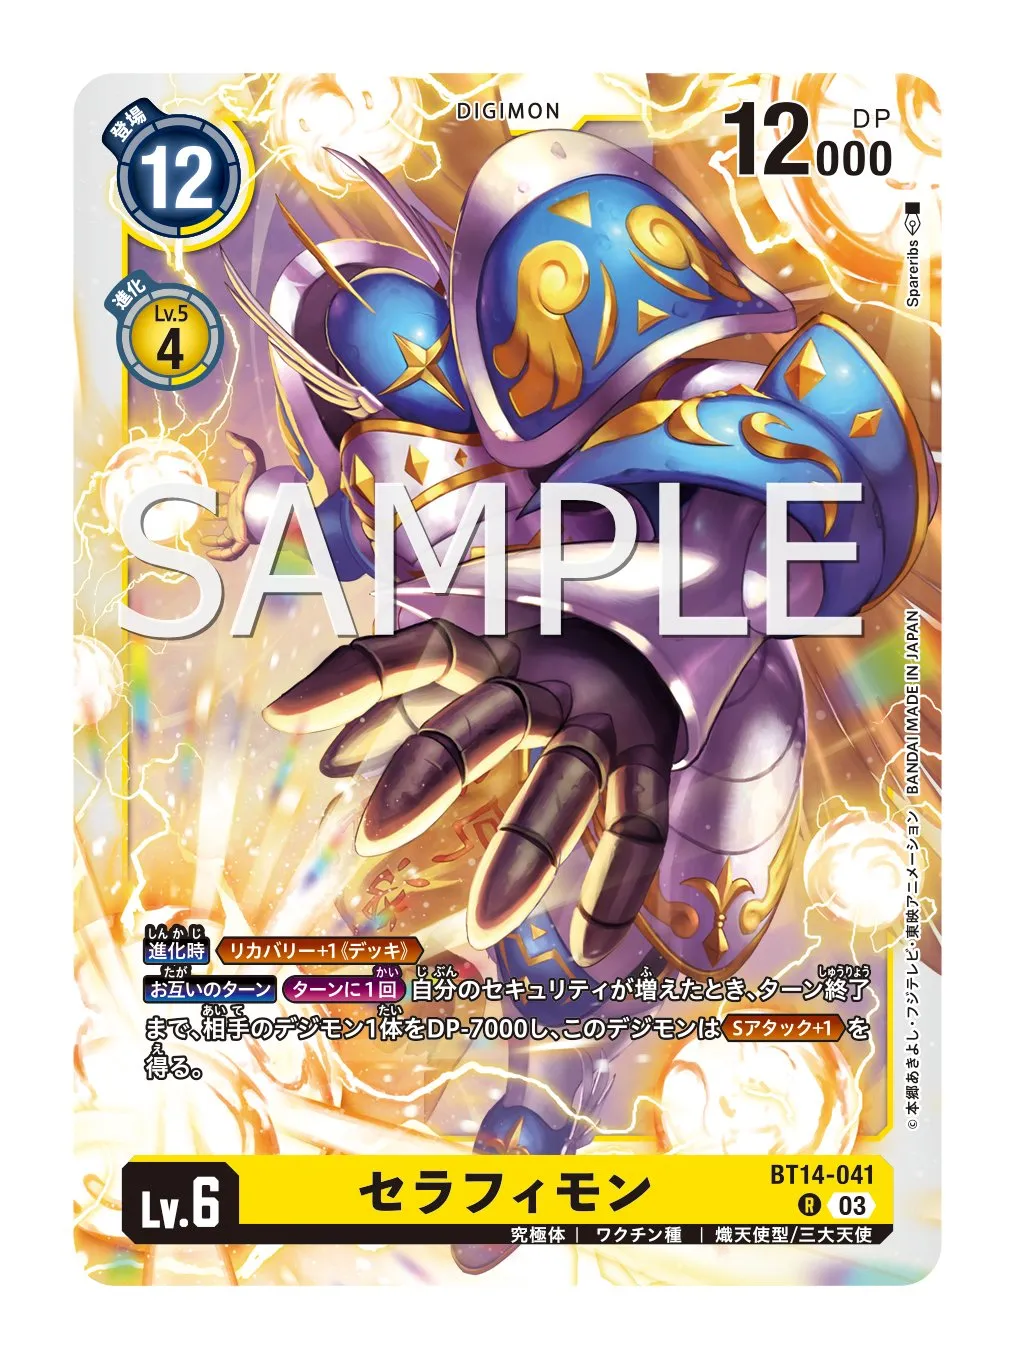 DIGIMON
登場
12
12000
DP
進化
Lv.5
4
Spareribs
SAMPLE
進化時 リカバリー+1《デッキ》
お互いのターン ターンに1回 自分のセキュリティが増えたとき、ターン終了
まで、相手のデジモン1体をDP-7000し、このデジモンは Sアタック+1 を
得る。
©本郷あきよし・フジテレビ・東映アニメーション BANDAI MADE IN JAPAN
Lv.6
セラフィモン
BT14-041
R 03
究極体 | ワクチン種 | 熾天使型/三大天使